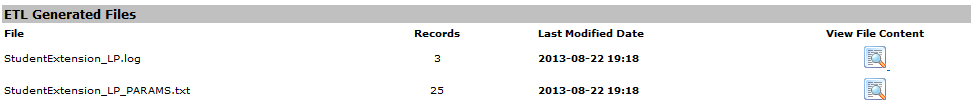 ETL Generated Files
File Records Last Modified Date View File Content
StudentExtension_LP.log 3 2013-08-22 19:18
StudentExtension_LP_PARAMS.txt 25 2013-08-22 19:18